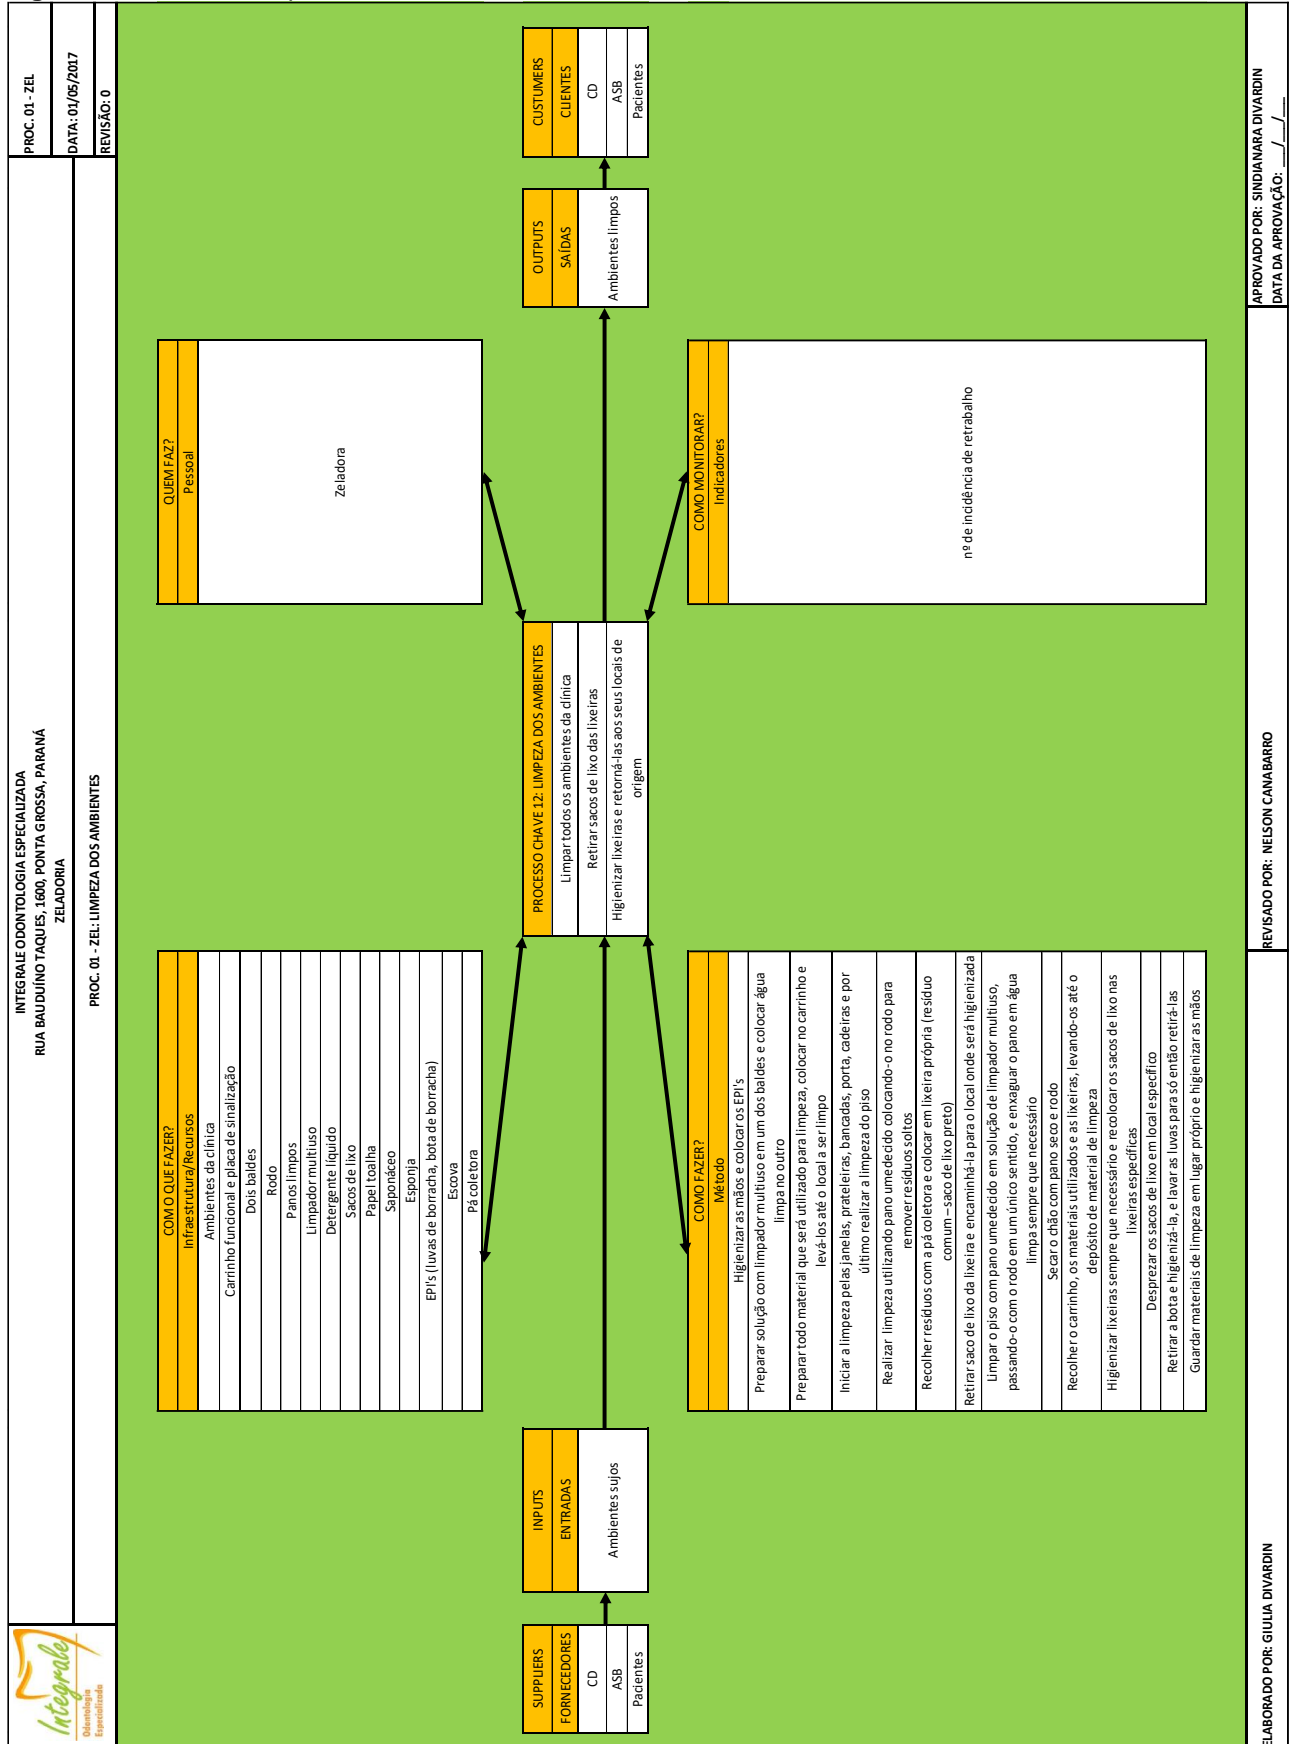 Integrale
Odontologia
Especializada
INTEGRALE ODONTOLOGIA ESPECIALIZADA
RUA BAUDUÍNO TAQUES, 1600, PONTA GROSSA, PARANÁ
ZELADORIA
PROC. 01 - ZEL: LIMPEZA DOS AMBIENTES
PROC. 01 - ZEL
DATA: 01/05/2017
REVISÃO: 0
COM O QUE FAZER?
Infraestrutura/Recursos
Ambientes da clínica
Carrinho funcional e placa de sinalização
Dois baldes
Rodo
Panos limpos
Limpador multiuso
Detergente líquido
Sacos de lixo
Papel toalha
Saponáceo
Esponja
EPI's (luvas de borracha, bota de borracha)
Escova
Pá coletora
QUEM FAZ?
Pessoal
Zeladora
SUPPLIERS
FORNECEDORES
CD
ASB
Pacientes
INPUTS
ENTRADAS
Ambientes sujos
PROCESSO CHAVE 12: LIMPEZA DOS AMBIENTES
Limpar todos os ambientes da clínica
Retirar sacos de lixo das lixeiras
Higienizar lixeiras e retorná-las aos seus locais de
origem
OUTPUTS
SAÍDAS
Ambientes limpos
CUSTUMERS
CLIENTES
CD
ASB
Pacientes
COMO FAZER?
Método
Higienizar as mãos e colocar os EPI's
Preparar solução com limpador multiuso em um dos baldes e colocar água
limpa no outro
Preparar todo material que será utilizado para limpeza, colocar no carrinho e
levá-los até o local a ser limpo
Iniciar a limpeza pelas janelas, prateleiras, bancadas, porta, cadeiras e por
último realizar a limpeza do piso
Realizar limpeza utilizando pano umedecido colocando-o no rodo para
remover resíduos soltos
Recolher resíduos com a pá coletora e colocar em lixeira própria (resíduo
comum – saco de lixo preto)
Retirar saco de lixo da lixeira e encaminhá-la para o local onde será higienizada
Limpar o piso com pano umedecido em solução de limpador multiuso,
passando-o com o rodo em um único sentido, e enxaguar o pano em água
limpa sempre que necessário
Secar o chão com pano seco e rodo
Recolher o carrinho, os materiais utilizados e as lixeiras, levando-os até o
depósito de material de limpeza
Higienizar lixeiras sempre que necessário e recolocar os sacos de lixo nas
lixeiras específicas
Desprezar os sacos de lixo em local específico
Retirar a bota e higienizá-la, e lavar as luvas para só então retirá-las
Guardar materiais de limpeza em lugar próprio e higienizar as mãos
COMO MONITORAR?
Indicadores
nº de incidência de retrabalho
ELABORADO POR: GIULIA DIVARDIN
REVISADO POR: NELSON CANABARRO
APROVADO POR: SINDIANARA DIVARDIN
DATA DA APROVAÇÃO: ___/___/___